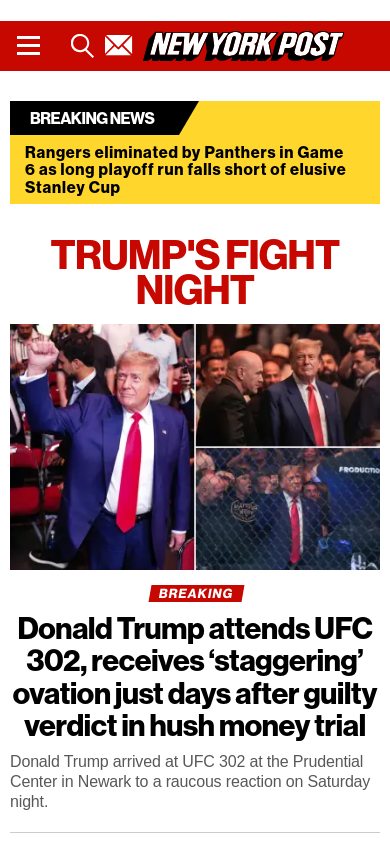 NEW YORK POST
BREAKING NEWS
Rangers eliminated by Panthers in Game
6 as long playoff run falls short of elusive
Stanley Cup
TRUMP'S FIGHT
NIGHT
PRODUCTIO
BREAKING
Donald Trump attends UFC
302, receives ‘staggering’
ovation just days after guilty
verdict in hush money trial
Donald Trump arrived at UFC 302 at the Prudential
Center in Newark to a raucous reaction on Saturday
night.